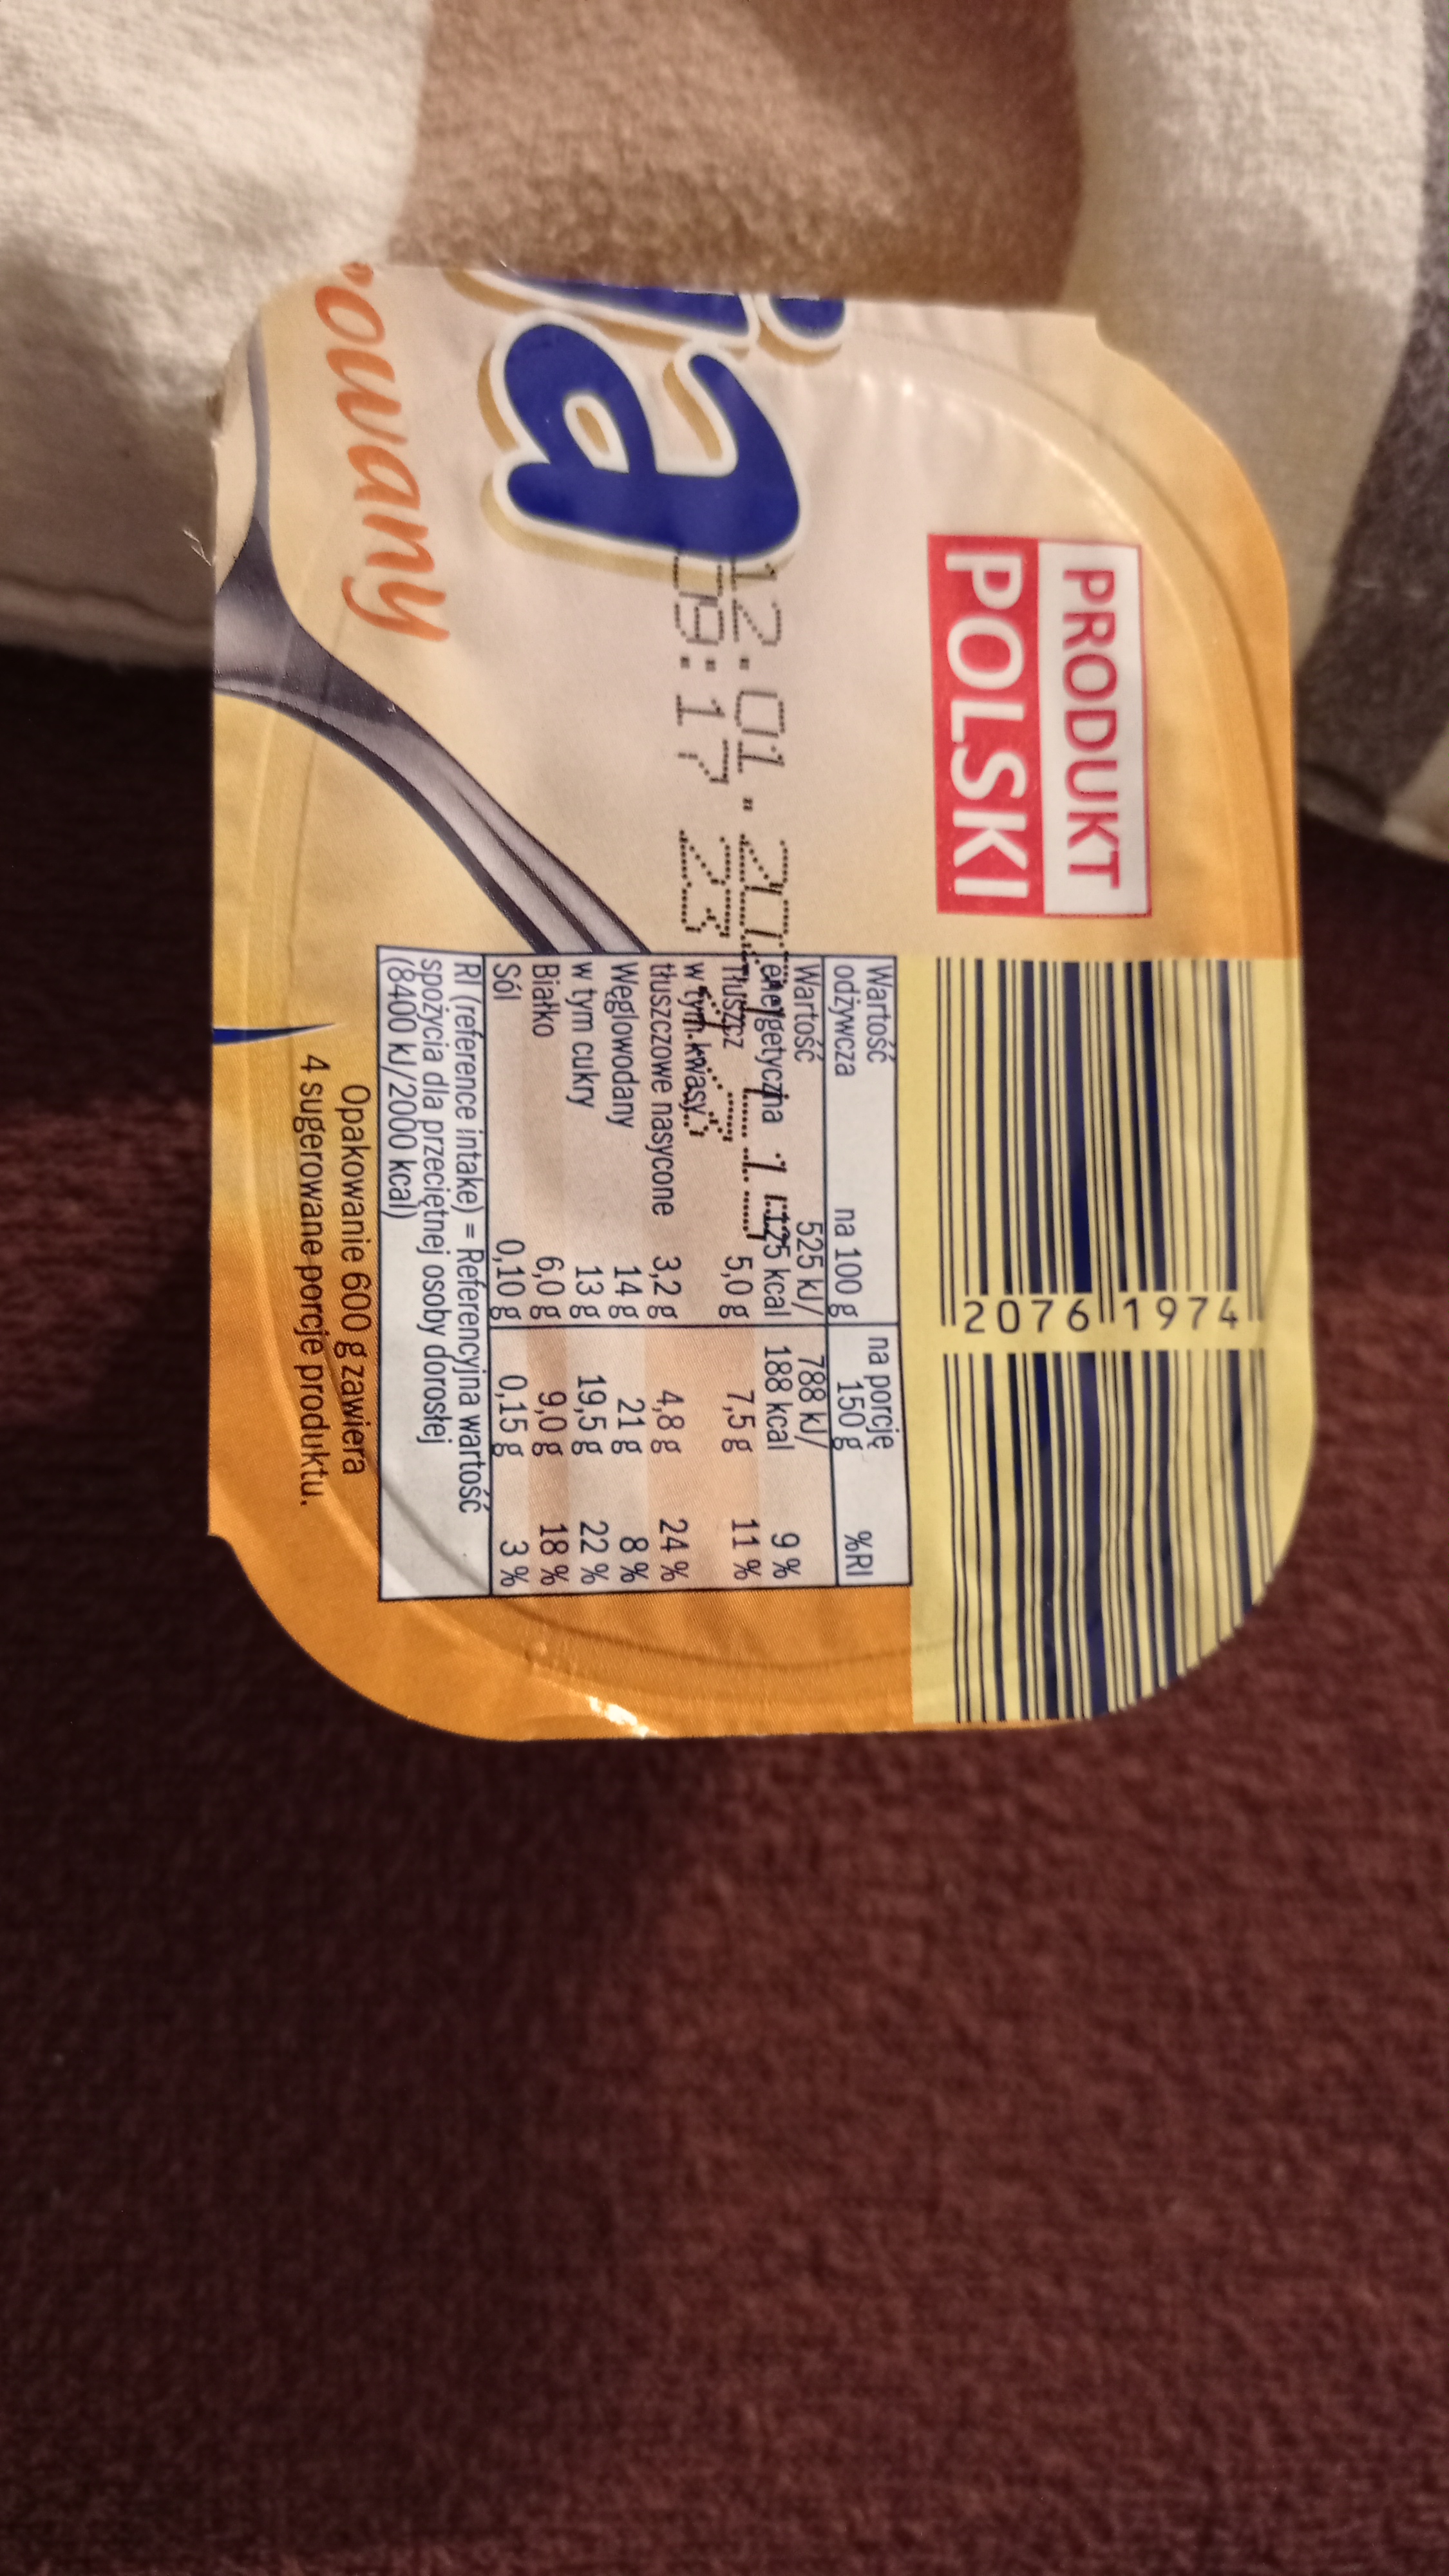 PRODUKT
POLSKI
ia
owany
12.01.20
09:17 23
2076 1974
Wartość odżywcza na 100 g na porcję 150 g %RI
Wartość 525 kJ/ 788 kJ/
energetyczna 125 kcal 188 kcal 9 %
Tłuszcz 5,0 g 7,5 g 11 %
w tym kwasy
tłuszczowe nasycone 3,2 g 4,8 g 24 %
Węglowodany 14 g 21 g 8 %
w tym cukry 13 g 19,5 g 22 %
Białko 6,0 g 9,0 g 18 %
Sól 0,10 g 0,15 g 3 %
RI (reference intake) = Referencyjna wartość
spożycia dla przeciętnej osoby dorosłej
(8400 kJ/2000 kcal)
Opakowanie 600 g zawiera
4 sugerowane porcje produktu.